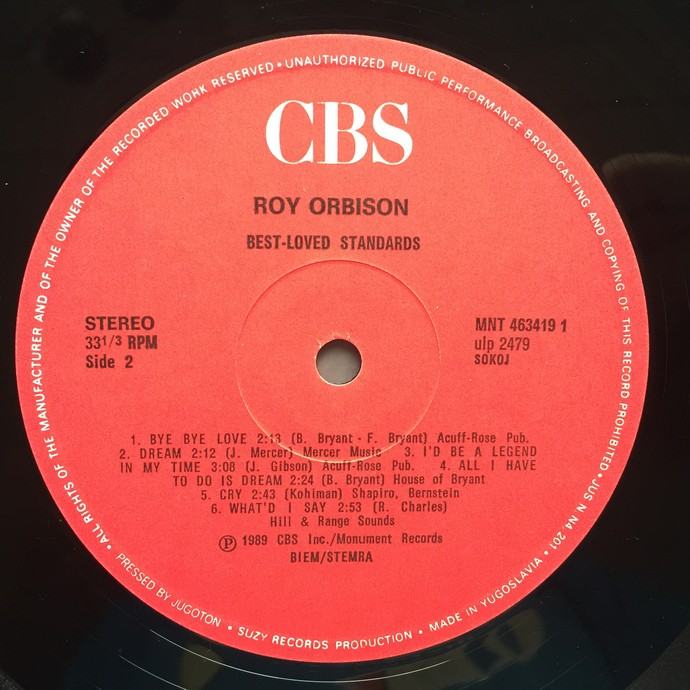 • ALL RIGHTS OF THE MANUFACTURER AND OF THE OWNER OF THE RECORDED WORK RESERVED • UNAUTHORIZED PUBLIC PERFORMANCE BROADCASTING AND COPYING OF THIS RECORD PROHIBITED • JUS N N4 201
CBS
ROY ORBISON
BEST-LOVED STANDARDS
STEREO
33 1/3 RPM
Side 2
MNT 463419 1
ulp 2479
SOKOJ
1. BYE BYE LOVE 2:13 (B. Bryant - F. Bryant) Acuff-Rose Pub.
2. DREAM 2:12 (J. Mercer) Mercer Music 3. I'D BE A LEGEND
IN MY TIME 3:08 (J. Gibson) Acuff-Rose Pub. 4. ALL I HAVE
TO DO IS DREAM 2:24 (B. Bryant) House of Bryant
5. CRY 2:43 (Kohlman) Shapiro, Bernstein
6. WHAT'D I SAY 2:53 (R. Charles)
Hill & Range Sounds
℗ 1989 CBS Inc./Monument Records
BIEM/STEMRA
PRESSED BY JUGOTON • SUZY RECORDS PRODUCTION • MADE IN YUGOSLAVIA •